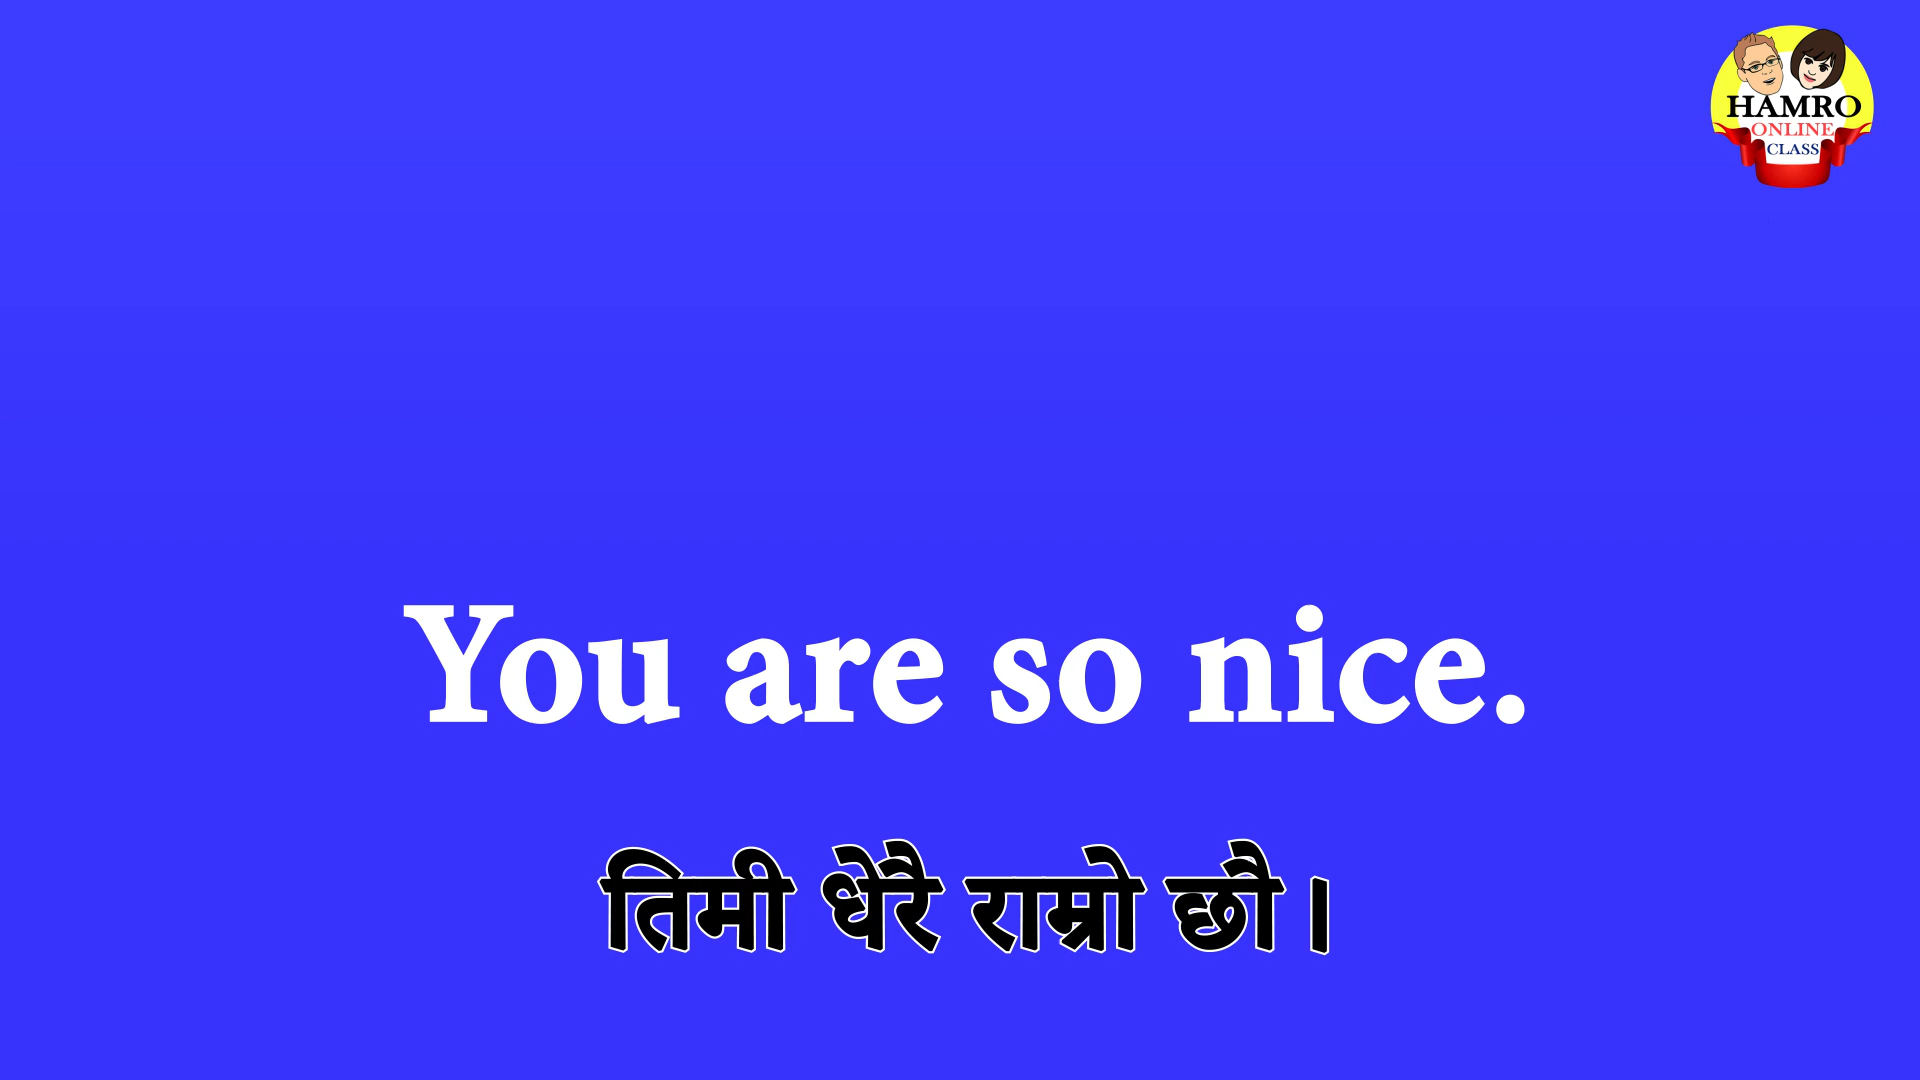 HAMRO
ONLINE
CLASS
You are so nice.
तिमी धेरै राम्रो छौ ।